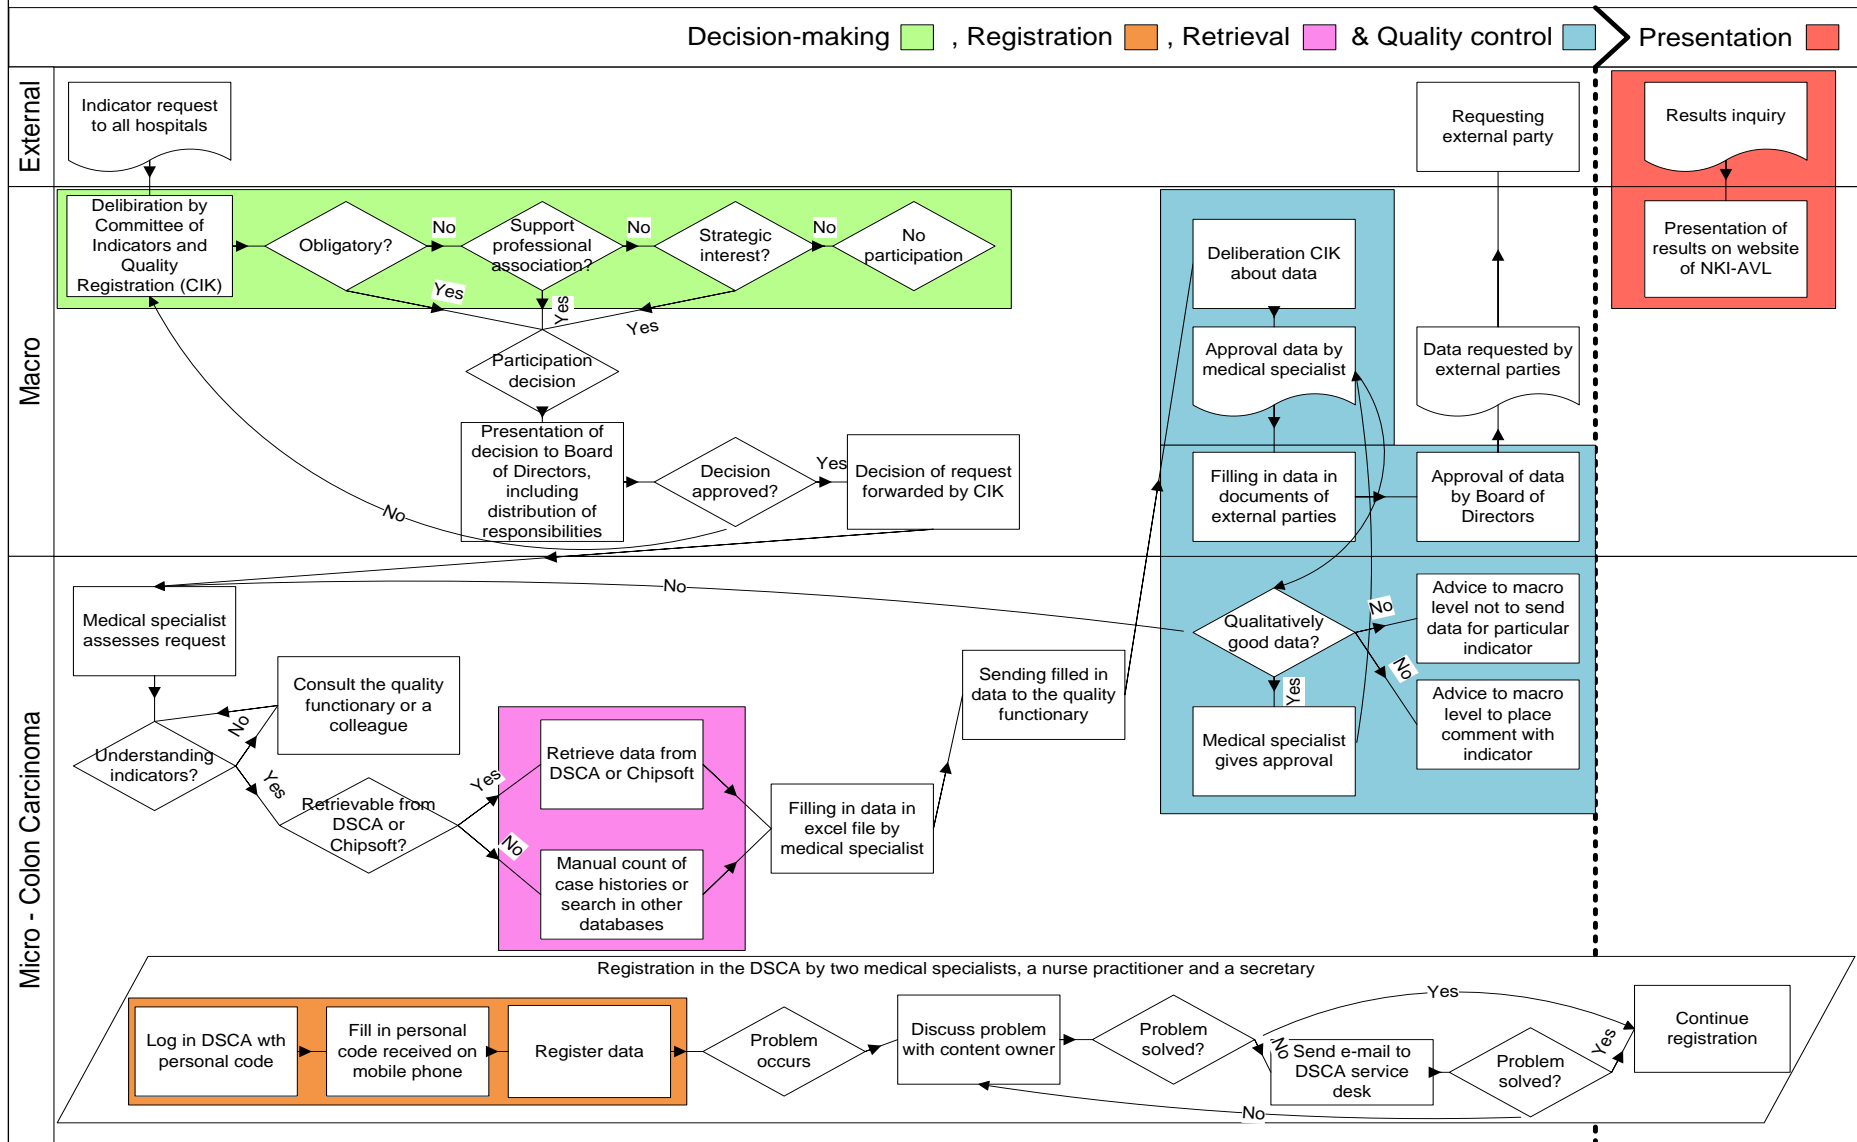 Decision-making , Registration , Retrieval & Quality control Presentation
External
Indicator request
to all hospitals
Requesting
external party
Results inquiry
Macro
Delibiration by
Committee of
Indicators and
Quality
Registration (CIK)
Obligatory?
No
Support
professional
association?
No
Strategic
interest?
No
No
participation
Yes
Yes
Yes
Participation
decision
Presentation of
decision to Board
of Directors,
including
distribution of
responsibilities
Decision
approved?
Yes
Decision of request
forwarded by CIK
No
Deliberation CIK
about data
Approval data by
medical specialist
Filling in data in
documents of
external parties
Data requested by
external parties
Approval of data
by Board of
Directors
Presentation of
results on website
of NKI-AVL
Micro - Colon Carcinoma
No
Medical specialist
assesses request
Consult the quality
functionary or a
colleague
No
Understanding
indicators?
Yes
Retrievable from
DSCA or
Chipsoft?
Yes
No
Retrieve data from
DSCA or Chipsoft
Manual count of
case histories or
search in other
databases
Filling in data in
excel file by
medical specialist
Sending filled in
data to the quality
functionary
Qualitatively
good data?
No
No
Yes
Advice to macro
level not to send
data for particular
indicator
Advice to macro
level to place
comment with
indicator
Medical specialist
gives approval
Registration in the DSCA by two medical specialists, a nurse practitioner and a secretary
Log in DSCA wth
personal code
Fill in personal
code received on
mobile phone
Register data
Problem
occurs
Discuss problem
with content owner
Problem
solved?
Yes
No
Send e-mail to
DSCA service
desk
Problem
solved?
Yes
No
Continue
registration